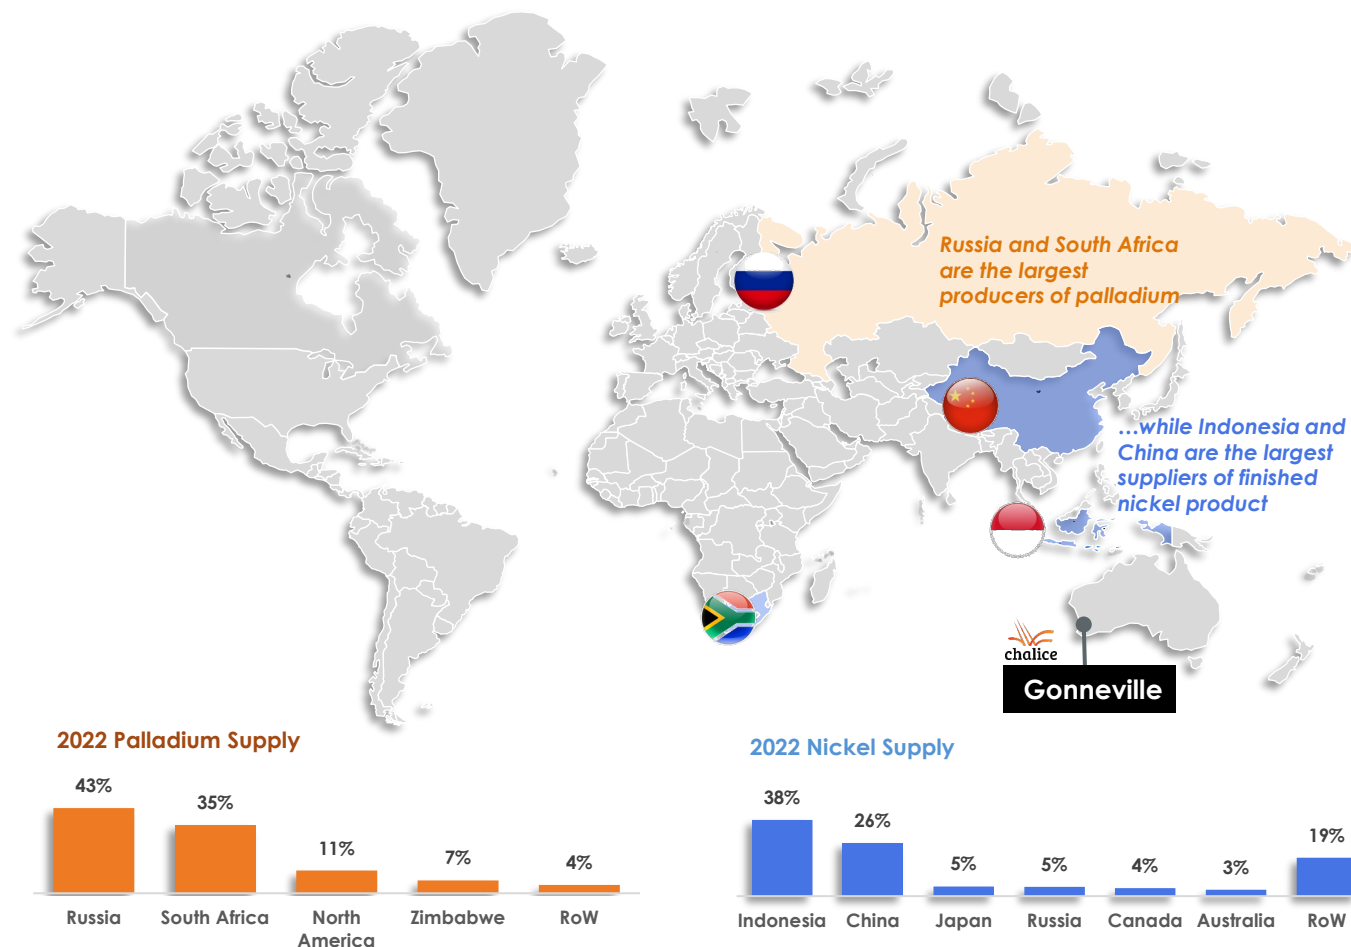 Russia and South Africa
are the largest
producers of palladium
…while Indonesia and
China are the largest
suppliers of finished
nickel product
chalice
Gonneville
2022 Palladium Supply
43%
35%
11%
7%
4%
Russia
South Africa
North
America
Zimbabwe
RoW
2022 Nickel Supply
38%
26%
5%
5%
4%
3%
19%
Indonesia
China
Japan
Russia
Canada
Australia
RoW